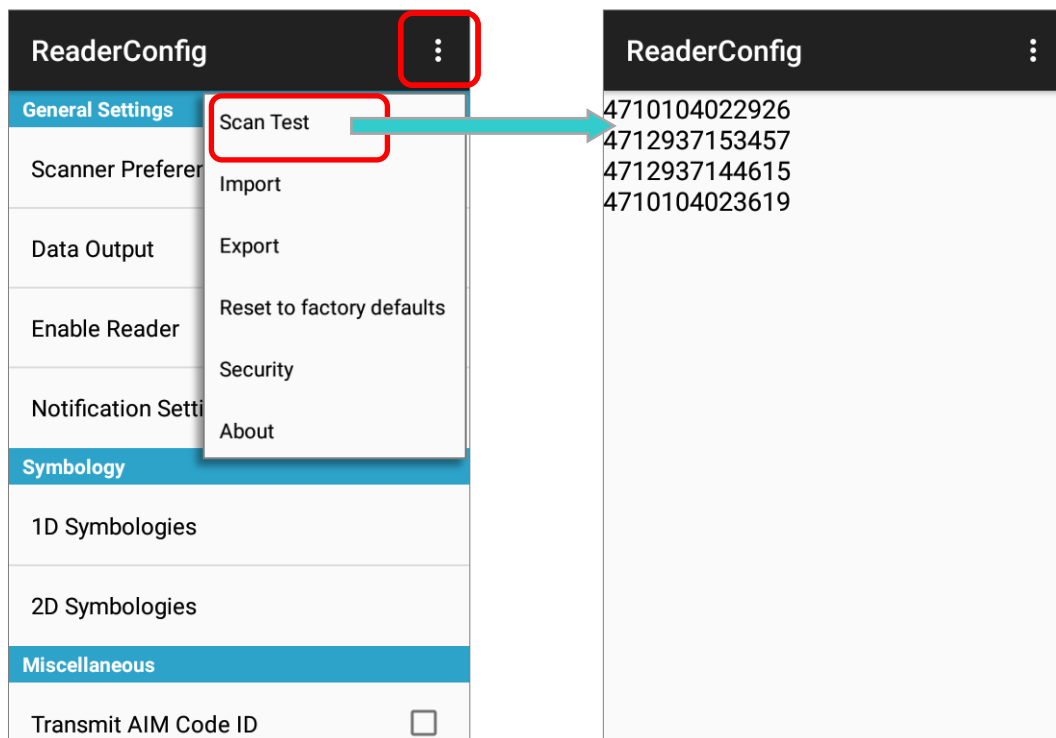 ReaderConfig
General Settings
Scanner Prefere
Data Output
Enable Reader
Notification Setti
Scan Test
Import
Export
Reset to factory defaults
Security
About
Symbology
1D Symbologies
2D Symbologies
Miscellaneous
Transmit AIM Code ID
ReaderConfig
4710104022926
4712937153457
4712937144615
4710104023619